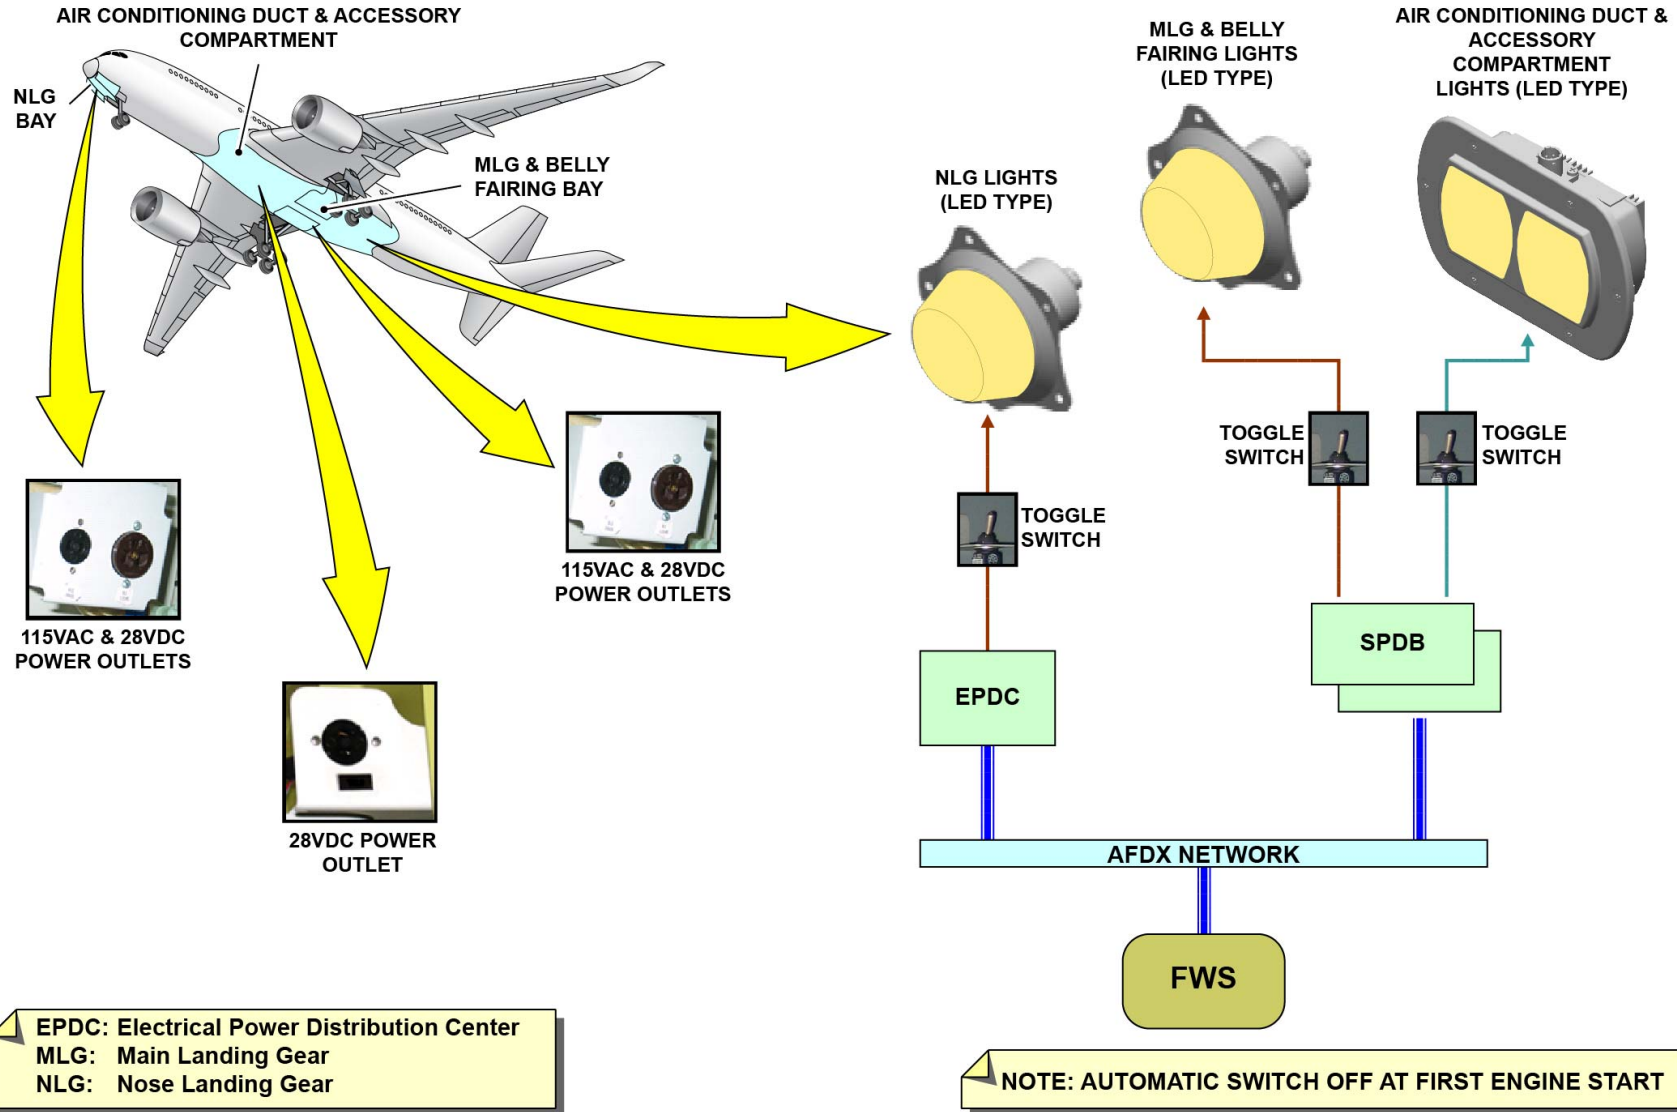 AIR CONDITIONING DUCT & ACCESSORY
COMPARTMENT
NLG
BAY
MLG & BELLY
FAIRING BAY
115VAC & 28VDC
POWER OUTLETS
28VDC POWER
OUTLET
115VAC & 28VDC
POWER OUTLETS
NLG LIGHTS
(LED TYPE)
MLG & BELLY
FAIRING LIGHTS
(LED TYPE)
AIR CONDITIONING DUCT &
ACCESSORY
COMPARTMENT
LIGHTS (LED TYPE)
TOGGLE
SWITCH
TOGGLE
SWITCH
TOGGLE
SWITCH
EPDC
SPDB
AFDX NETWORK
FWS
EPDC: Electrical Power Distribution Center
MLG: Main Landing Gear
NLG: Nose Landing Gear
NOTE: AUTOMATIC SWITCH OFF AT FIRST ENGINE START